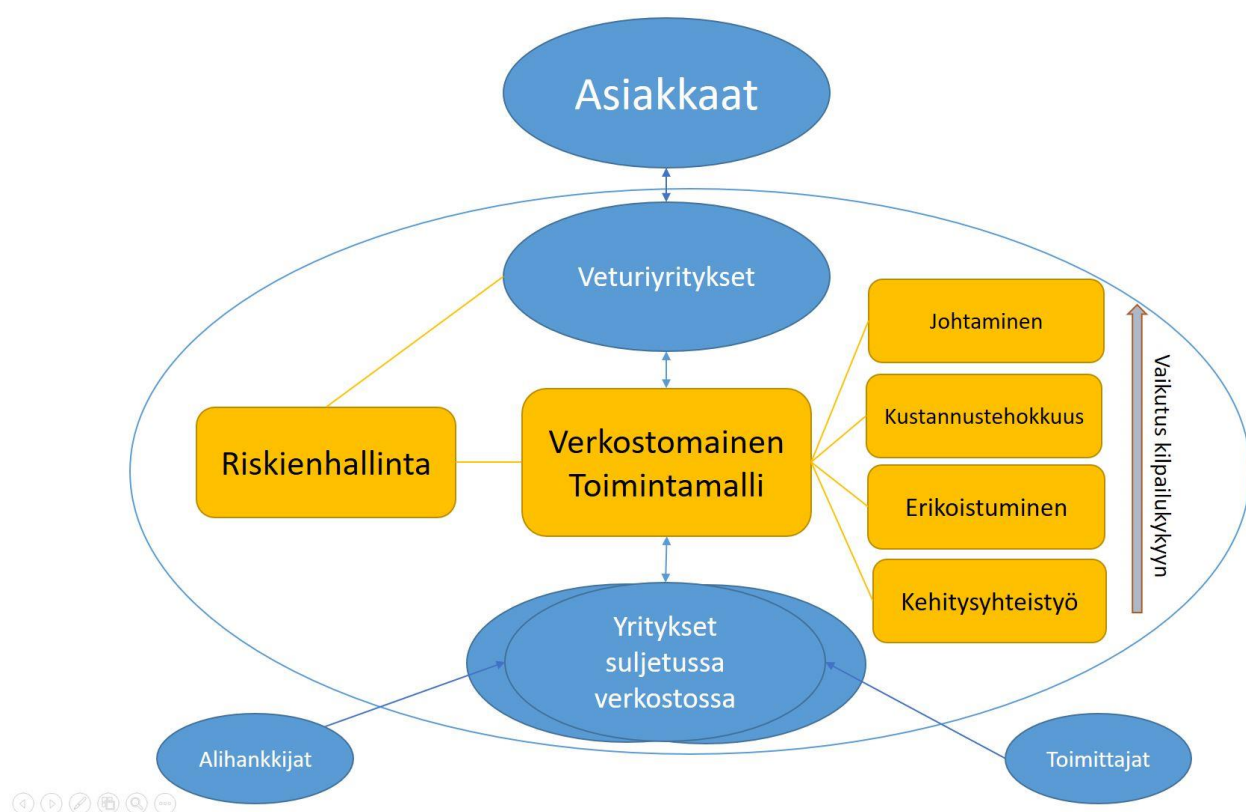 Asiakkaat
Veturiyritykset
Johtaminen
Kustannustehokkuus
Erikoistuminen
Kehitysyhteistyö
Vaikutus kilpailukykyyn
Riskienhallinta
Verkostomainen
Toimintamalli
Yritykset
suljetussa
verkostossa
Alihankkijat
Toimittajat